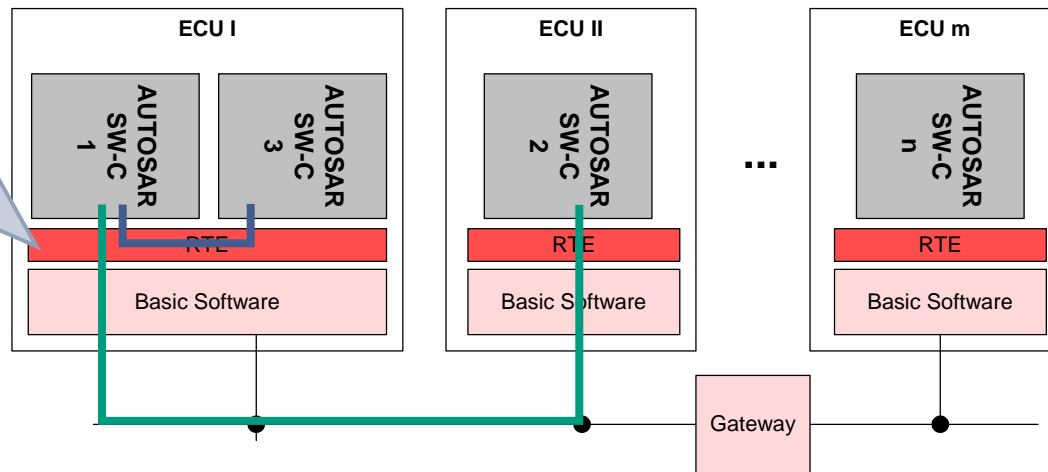 ECU I
ECU II
ECU m
AUTOSAR
SW-C
1
AUTOSAR
SW-C
3
AUTOSAR
SW-C
2
...
AUTOSAR
SW-C
n
RTE
RTE
RTE
Basic Software
Basic Software
Basic Software
Gateway